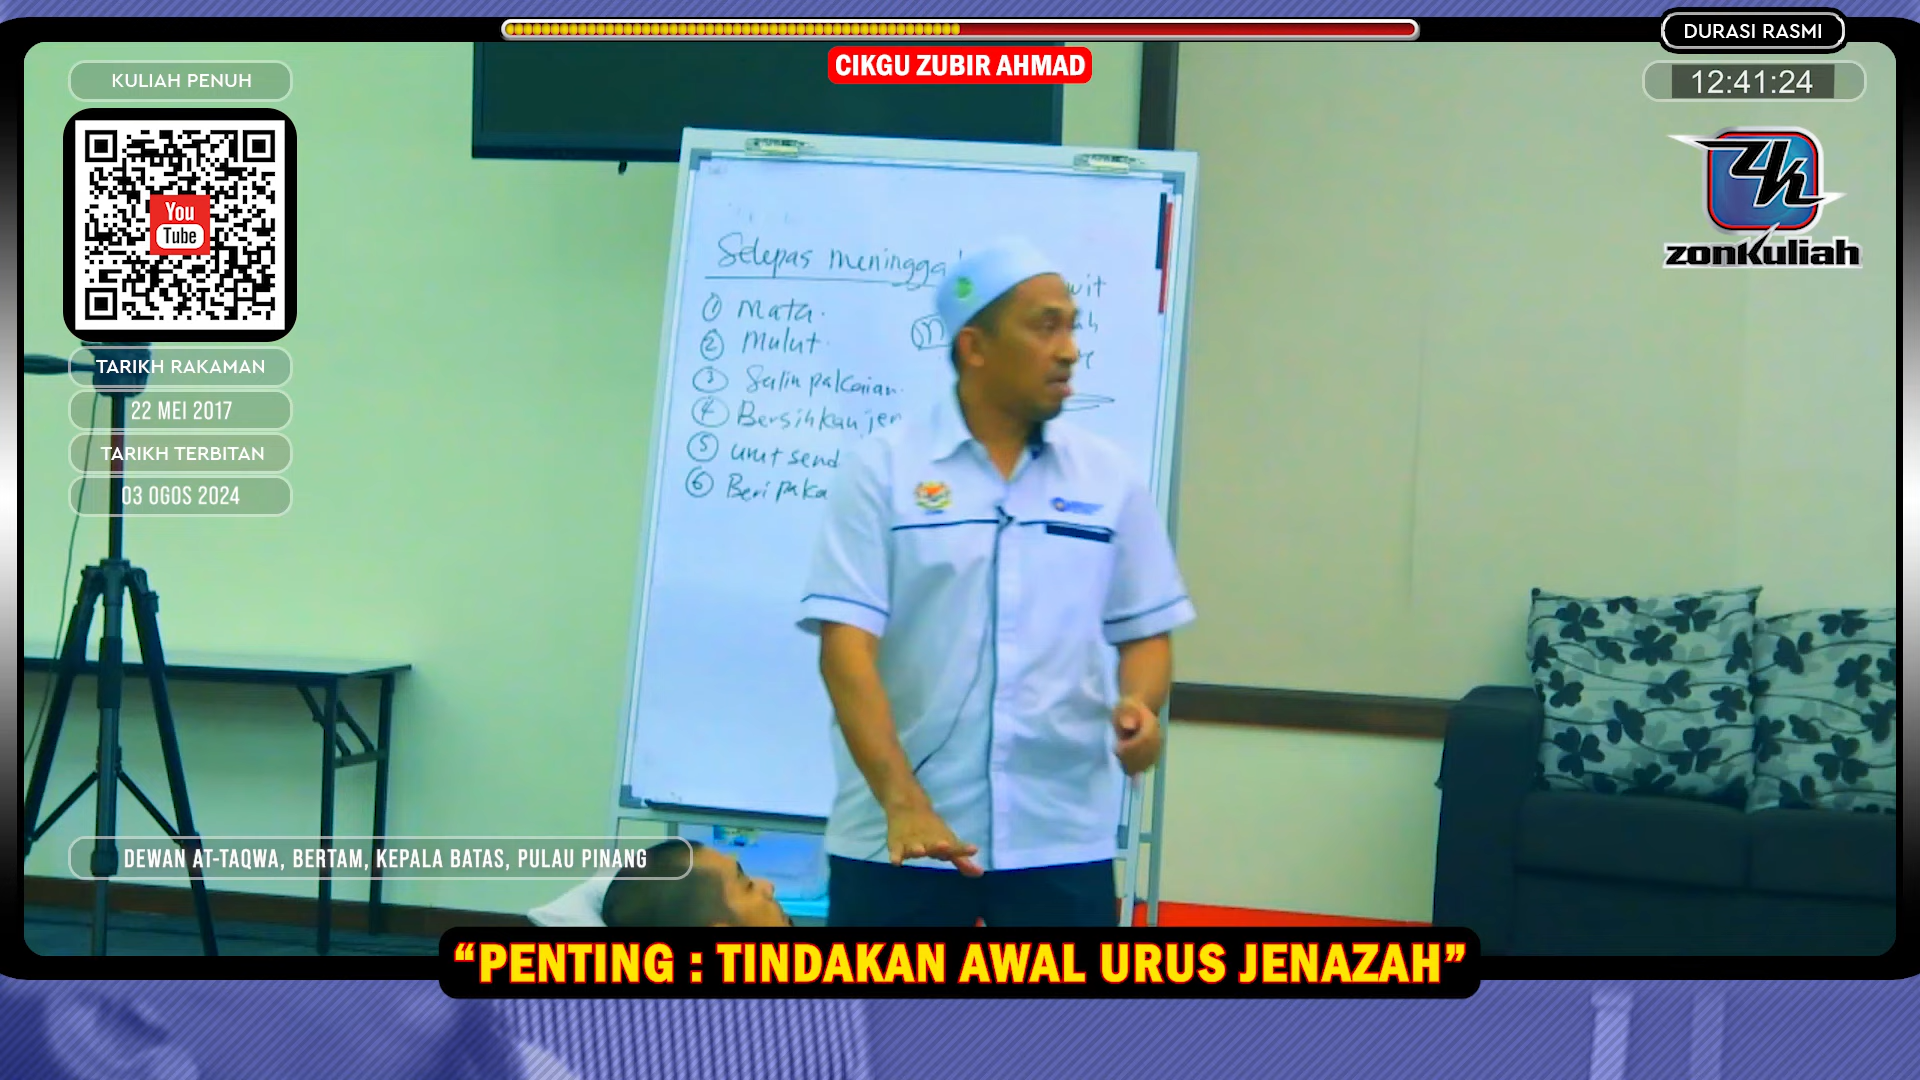 DURASI RASMI
CIKGU ZUBIR AHMAD
KULIAH PENUH
12:41:24
You
Tube
zonkuliah
TARIKH RAKAMAN
22 MEI 2017
TARIKH TERBITAN
03 OGOS 2024
Selepas meningga
① Mata.
② Mulut.
③ Salin pakaian.
④ Bersihkan jen
⑤ urut send
⑥ Beri paka
DEWAN AT-TAQWA, BERTAM, KEPALA BATAS, PULAU PINANG
“PENTING : TINDAKAN AWAL URUS JENAZAH”